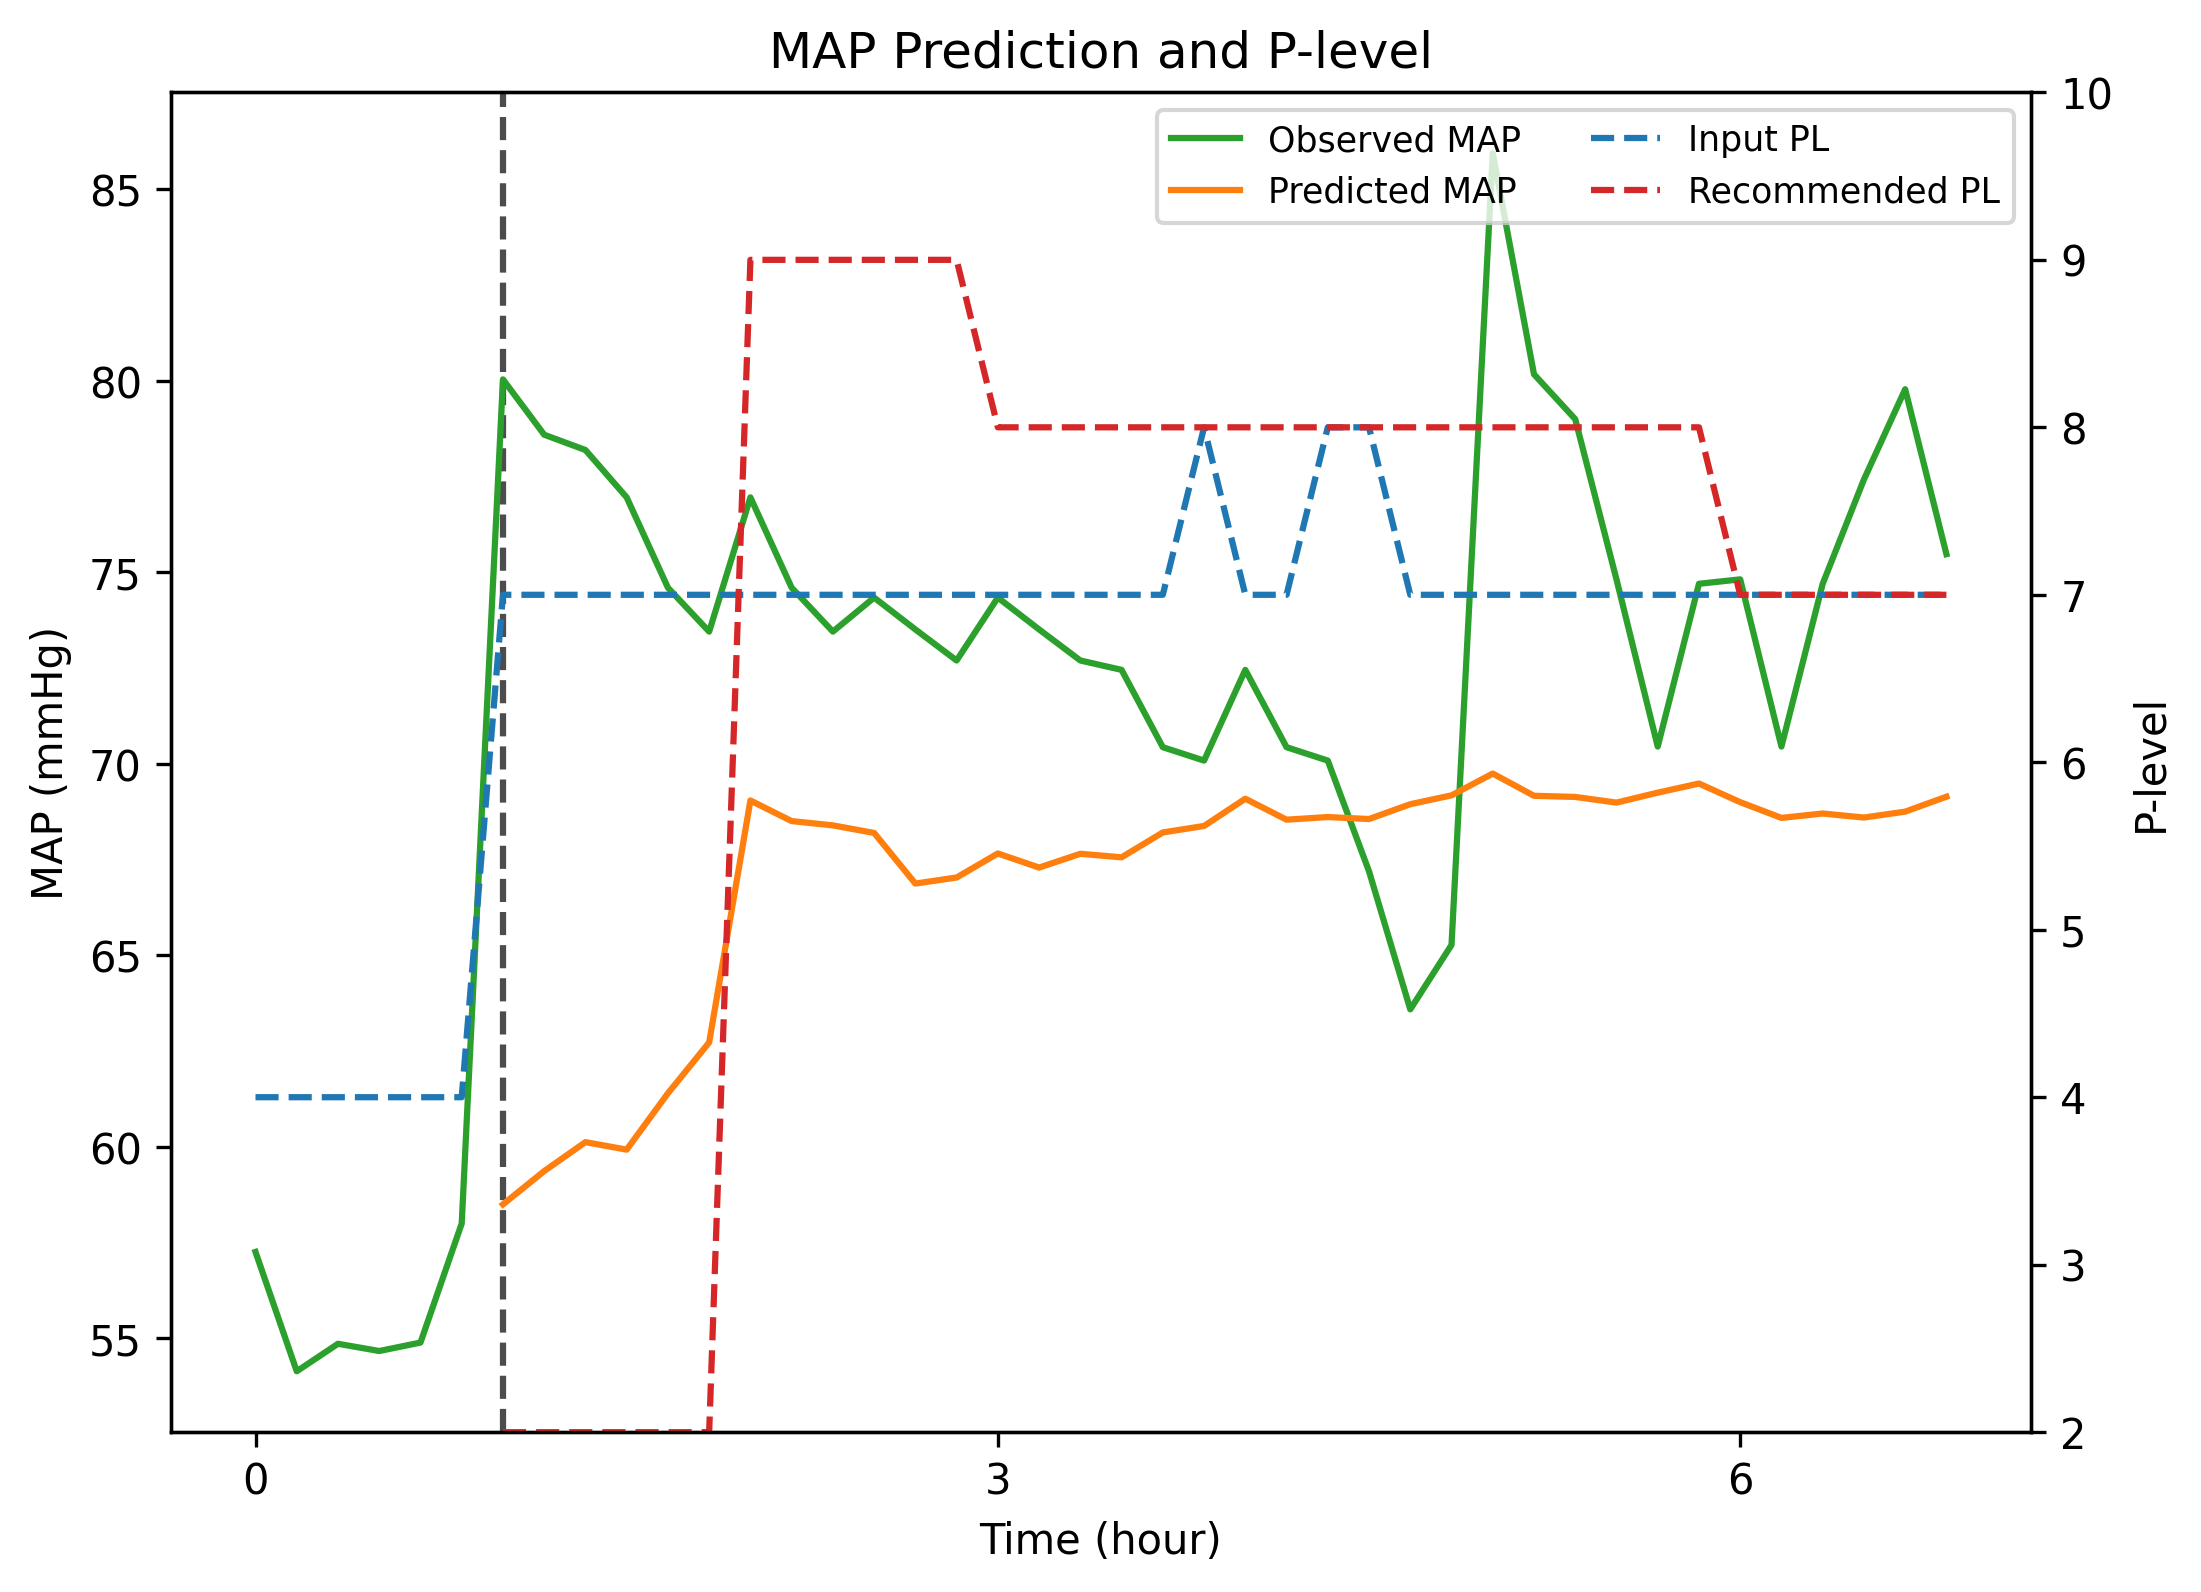 MAP Prediction and P-level
Observed MAP
Predicted MAP
Input PL
Recommended PL
MAP (mmHg)
85
80
75
70
65
60
55
P-level
10
9
8
7
6
5
4
3
2
0
3
6
Time (hour)